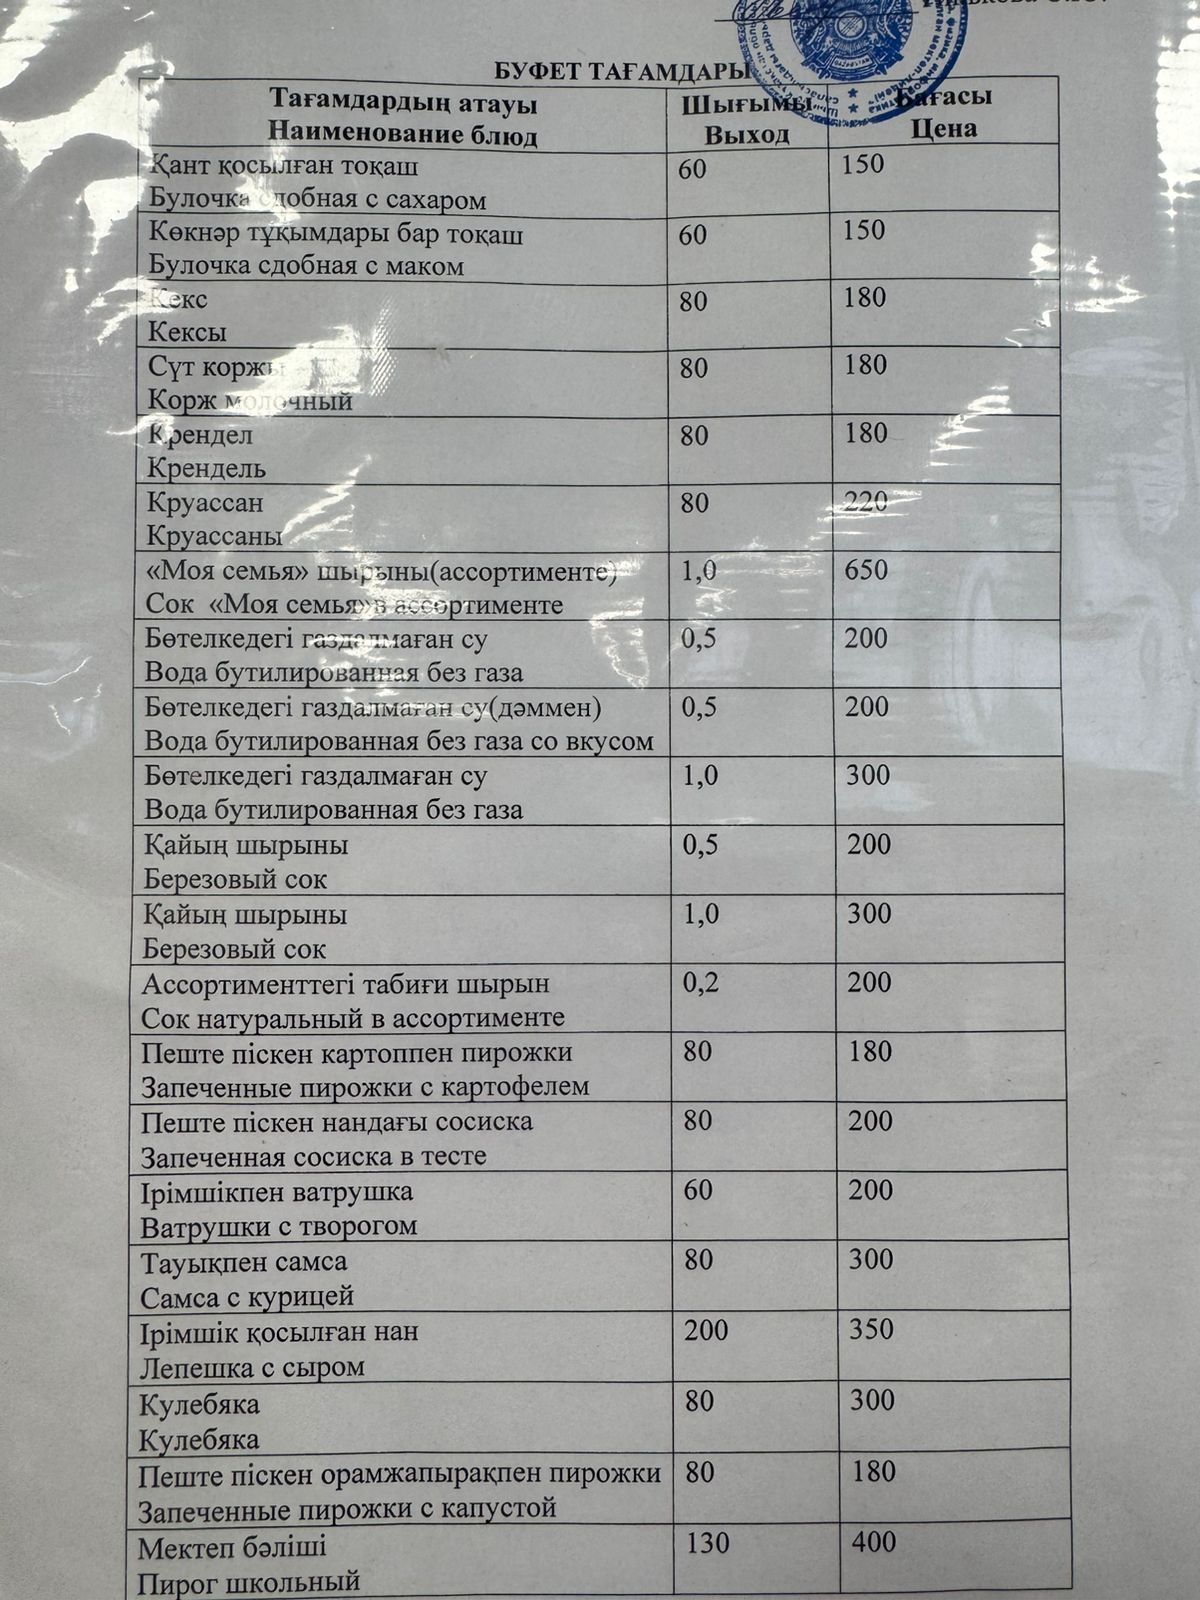 БУФЕТ ТАҒАМДАРЫ
Тағамдардың атауы
Наименование блюд
Шығымы
Выход
Бағасы
Цена
Қант қосылған тоқаш
Булочка сдобная с сахаром
60
150
Көкнәр тұқымдары бар тоқаш
Булочка сдобная с маком
60
150
Кекс
Кексы
80
180
Сүт коржы
Корж молочный
80
180
Крендел
Крендель
80
180
Круассан
Круассаны
80
220
«Моя семья» шырыны(ассортименте)
Сок «Моя семья»в ассортименте
1,0
650
Бөтелкедегі газдалмаған су
Вода бутилированная без газа
0,5
200
Бөтелкедегі газдалмаған су(дәммен)
Вода бутилированная без газа со вкусом
0,5
200
Бөтелкедегі газдалмаған су
Вода бутилированная без газа
1,0
300
Қайың шырыны
Березовый сок
0,5
200
Қайың шырыны
Березовый сок
1,0
300
Ассортименттегі табиғи шырын
Сок натуральный в ассортименте
0,2
200
Пеште піскен картоппен пирожки
Запеченные пирожки с картофелем
80
180
Пеште піскен нандағы сосиска
Запеченная сосиска в тесте
80
200
Ірімшікпен ватрушка
Ватрушки с творогом
60
200
Тауықпен самса
Самса с курицей
80
300
Ірімшік қосылған нан
Лепешка с сыром
200
350
Кулебяка
Кулебяка
80
300
Пеште піскен орамжапырақпен пирожки
Запеченные пирожки с капустой
80
180
Мектеп бәліші
Пирог школьный
130
400